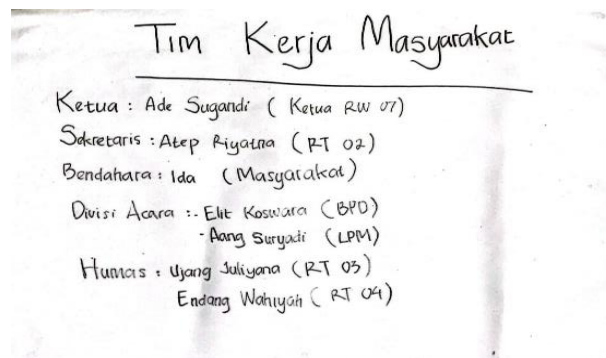 Tim Kerja Masyarakat
Ketua : Ade Sugandi ( Ketua RW 07)
Sekretaris : Atep Riyatna (RT 02)
Bendahara : Ida (Masyarakat)
Divisi Acara : - Elit Koswara (BPD)
- Aang Suryadi (LPM)
Humas : Ujang Juliyana (RT 03)
Endang Wahiyah ( RT 04)